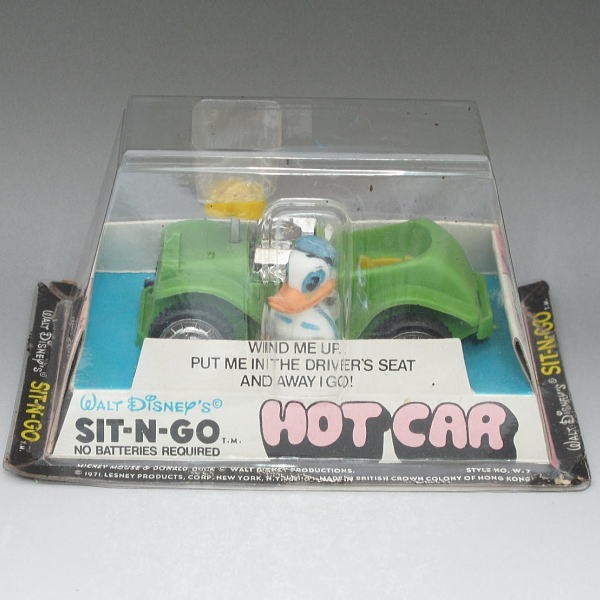 WIND ME UP
PUT ME IN THE DRIVER'S SEAT
AND AWAY I GO!
WALT DISNEY'S©
SIT-N-GO T.M.
NO BATTERIES REQUIRED
HOT CAR
MICKEY MOUSE & DONALD DUCK © WALT DISNEY PRODUCTIONS.
STYLE NO. W-7
© 1971, LESNEY PRODUCTS, CORP. NEW YORK, N.Y. MADE IN BRITISH CROWN COLONY OF HONG KONG
WALT DISNEY'S© SIT-N-GO T.M.
WALT DISNEY'S© SIT-N-GO T.M.